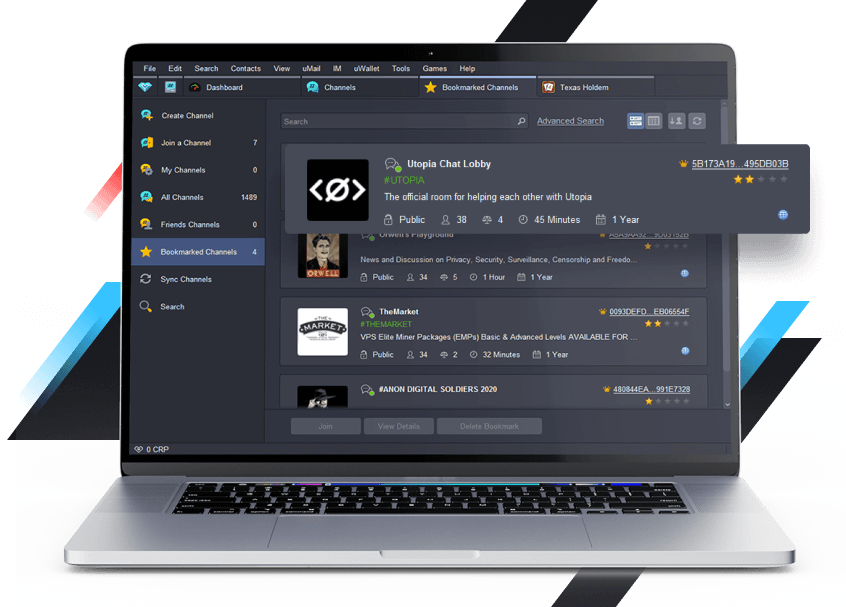 File Edit Search Contacts View uMail IM uWallet Tools Games Help
Dashboard Channels Bookmarked Channels Texas Holdem
Create Channel
Join a Channel 7
My Channels 0
All Channels 1489
Friends Channels 0
Bookmarked Channels 4
Sync Channels
Search
Search Advanced Search
Utopia Chat Lobby 5B173A19...495DB03B
#UTOPIA
The official room for helping each other with Utopia
Public 38 4 45 Minutes 1 Year
Orwell's Playground
ORWELL
News and Discussion on Privacy, Security, Surveillance, Censorship and Freedo...
Public 34 5 1 Hour 1 Year
THE
MARKET
TheMarket 0093DEFD...EB06554F
#THEMARKET
VPS Elite Miner Packages (EMPs) Basic & Advanced Levels AVAILABLE FOR ...
Public 34 2 32 Minutes 1 Year
#ANON DIGITAL SOLDIERS 2020 480844EA...991E7328
Join View Details Delete Bookmark
0 CRP